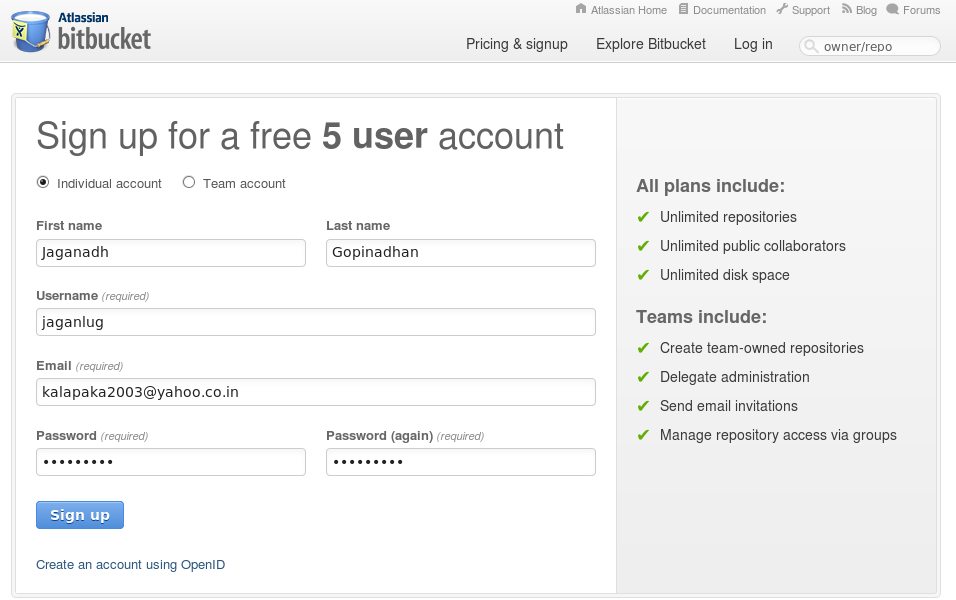 Atlassian Home Documentation Support Blog Forums
Atlassian
bitbucket
Pricing & signup Explore Bitbucket Log in owner/repo
Sign up for a free 5 user account
Individual account Team account
First name Last name
Jaganadh Gopinadhan
Username (required)
jaganlug
Email (required)
kalapaka2003@yahoo.co.in
Password (required) Password (again) (required)
••••••••• •••••••••
Sign up
Create an account using OpenID
All plans include:
✔ Unlimited repositories
✔ Unlimited public collaborators
✔ Unlimited disk space
Teams include:
✔ Create team-owned repositories
✔ Delegate administration
✔ Send email invitations
✔ Manage repository access via groups